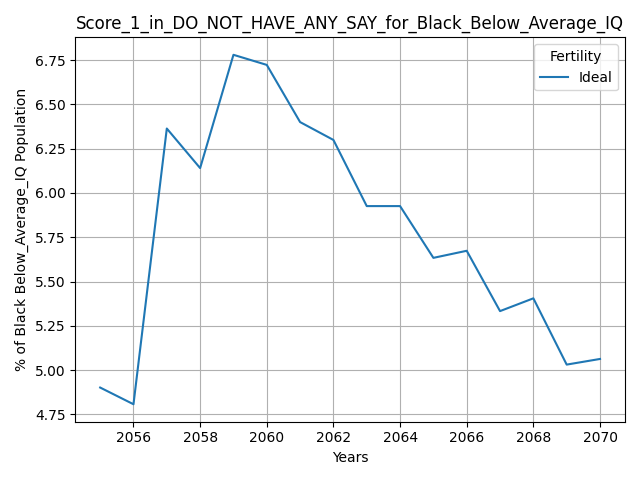 Score_1_in_DO_NOT_HAVE_ANY_SAY_for_Black_Below_Average_IQ
Fertility
Ideal
% of Black Below_Average_IQ Population
6.75
6.50
6.25
6.00
5.75
5.50
5.25
5.00
4.75
2056 2058 2060 2062 2064 2066 2068 2070
Years